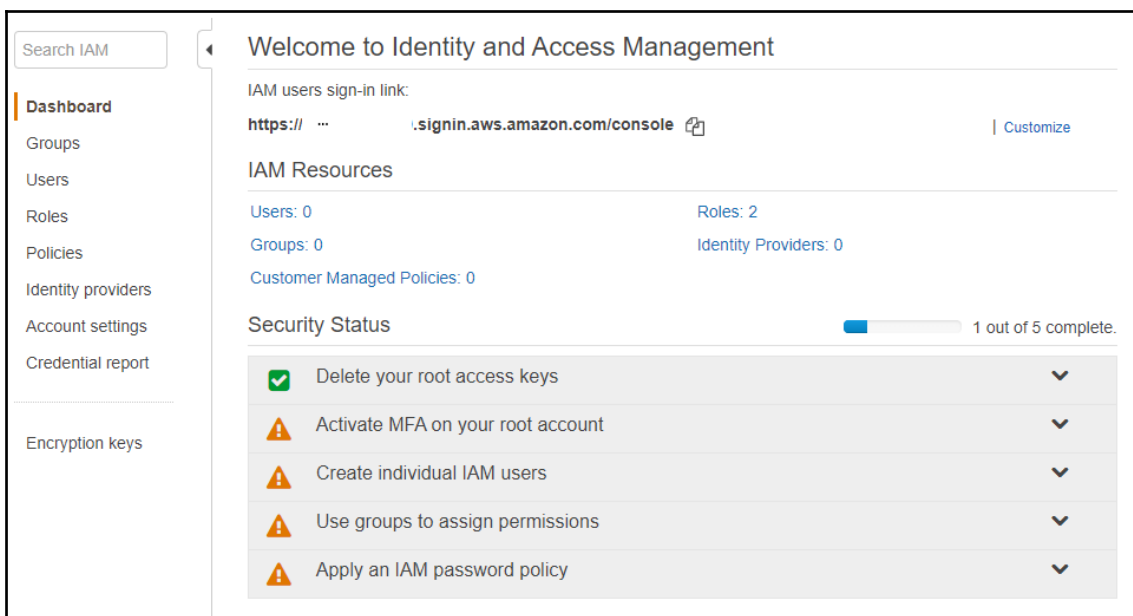 Search IAM
Dashboard
Groups
Users
Roles
Policies
Identity providers
Account settings
Credential report
Encryption keys
Welcome to Identity and Access Management
IAM users sign-in link:
https:// ... .signin.aws.amazon.com/console
Customize
IAM Resources
Users: 0
Roles: 2
Groups: 0
Identity Providers: 0
Customer Managed Policies: 0
Security Status
1 out of 5 complete.
Delete your root access keys
Activate MFA on your root account
Create individual IAM users
Use groups to assign permissions
Apply an IAM password policy